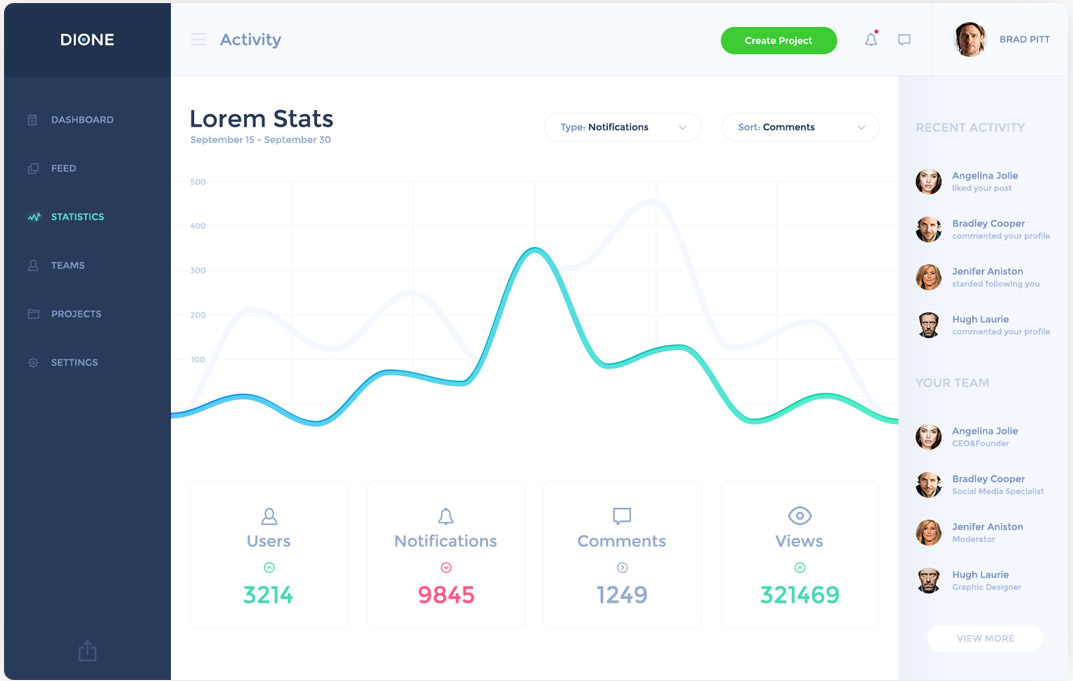 DIONE
Activity
Create Project
BRAD PITT
DASHBOARD
FEED
STATISTICS
TEAMS
PROJECTS
SETTINGS
Lorem Stats
September 15 - September 30
Type: Notifications
Sort: Comments
500
400
300
200
100
Users
3214
Notifications
9845
Comments
1249
Views
321469
RECENT ACTIVITY
Angelina Jolie
liked your post
Bradley Cooper
commented your profile
Jenifer Aniston
starded following you
Hugh Laurie
commented your profile
YOUR TEAM
Angelina Jolie
CEO&Founder
Bradley Cooper
Social Media Specialist
Jenifer Aniston
Moderator
Hugh Laurie
Graphic Designer
VIEW MORE